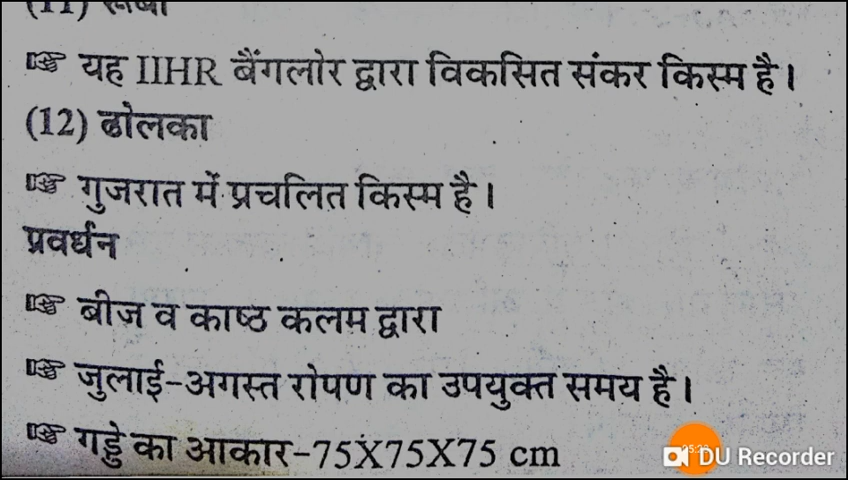 (11)
☞ यह IIHR बैंगलोर द्वारा विकसित संकर किस्म है।
(12) ढोलका
☞ गुजरात में प्रचलित किस्म है।
प्रवर्धन
☞ बीज व काष्ठ कलम द्वारा
☞ जुलाई-अगस्त रोपण का उपयुक्त समय है।
☞ गड्डे का आकार-75X75X75 cm
DU Recorder